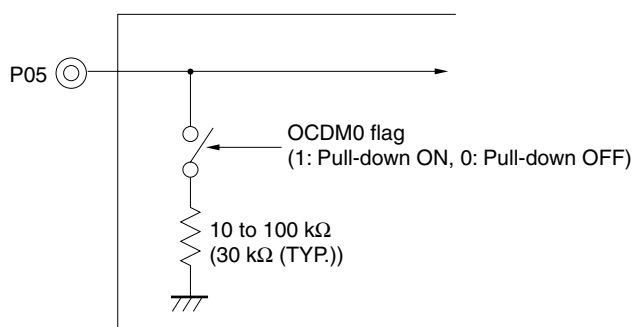 P05
OCDM0 flag
(1: Pull-down ON, 0: Pull-down OFF)
10 to 100 kΩ
(30 kΩ (TYP.))